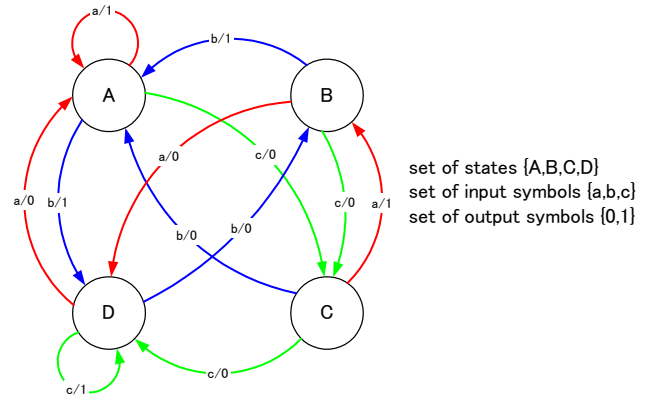 a/1
b/1
A
B
a/0
c/0
a/0
b/1
c/0
a/1
b/0
b/0
D
C
c/0
c/1
set of states {A,B,C,D}
set of input symbols {a,b,c}
set of output symbols {0,1}